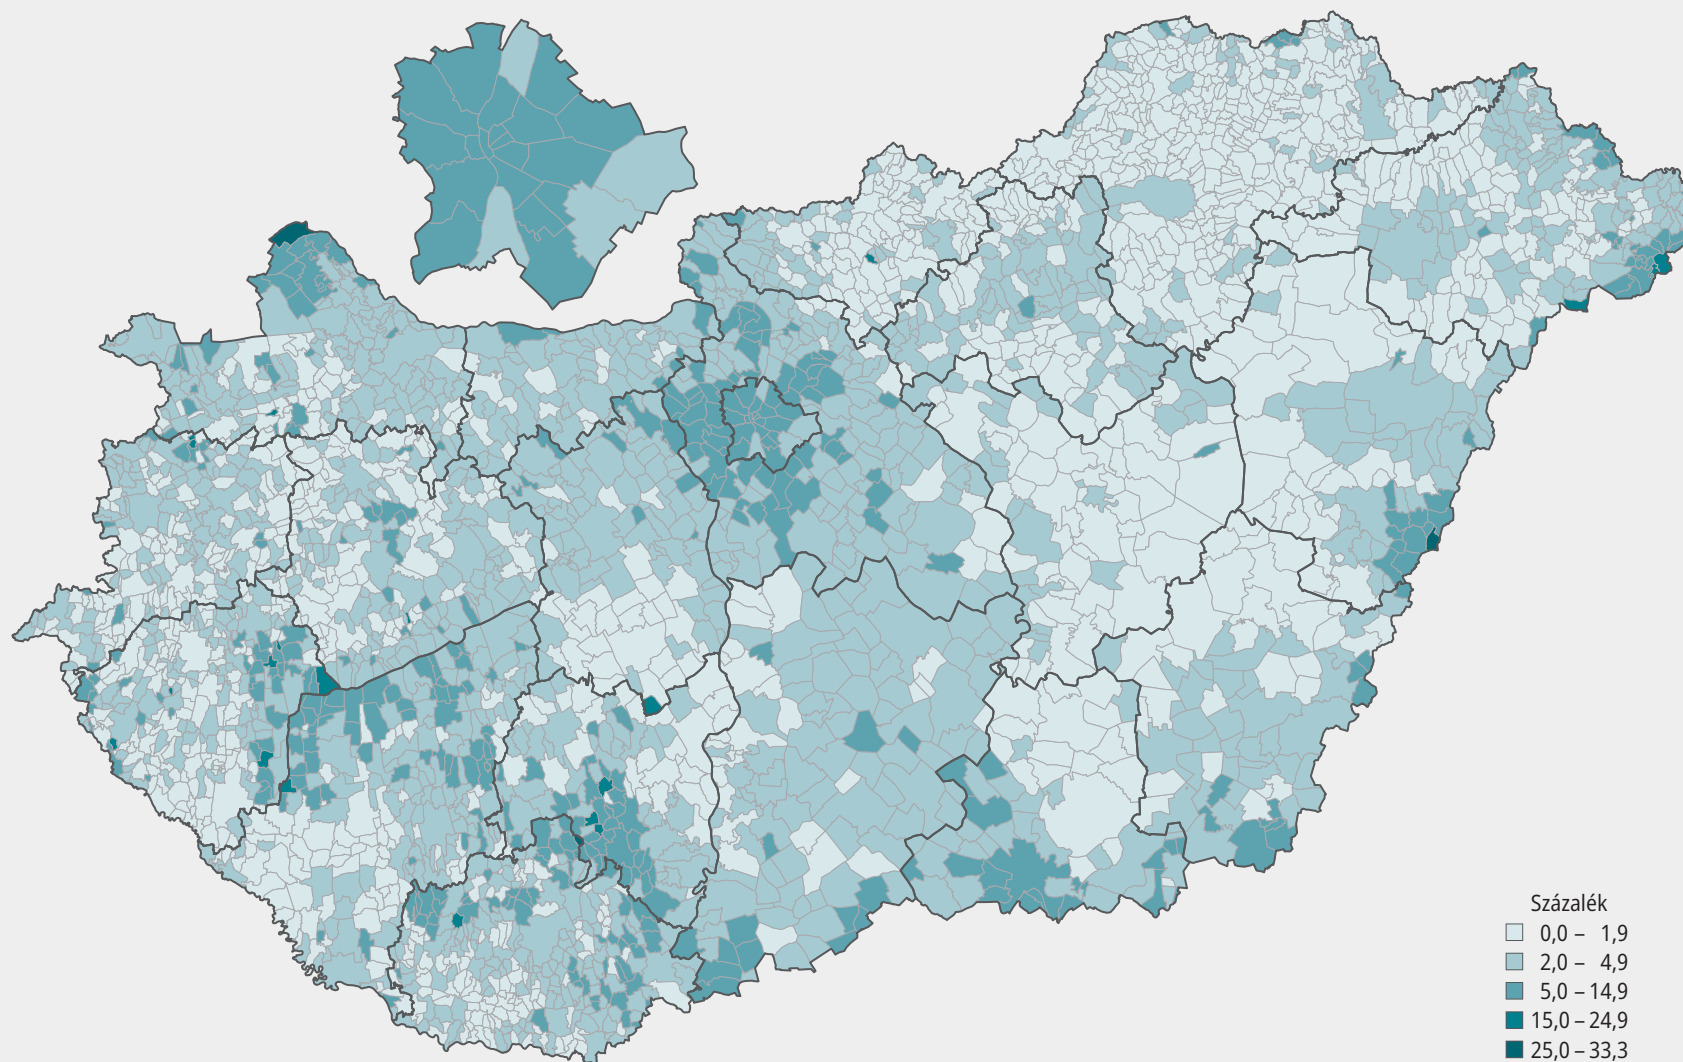 Százalék
0,0 – 1,9
2,0 – 4,9
5,0 – 14,9
15,0 – 24,9
25,0 – 33,3